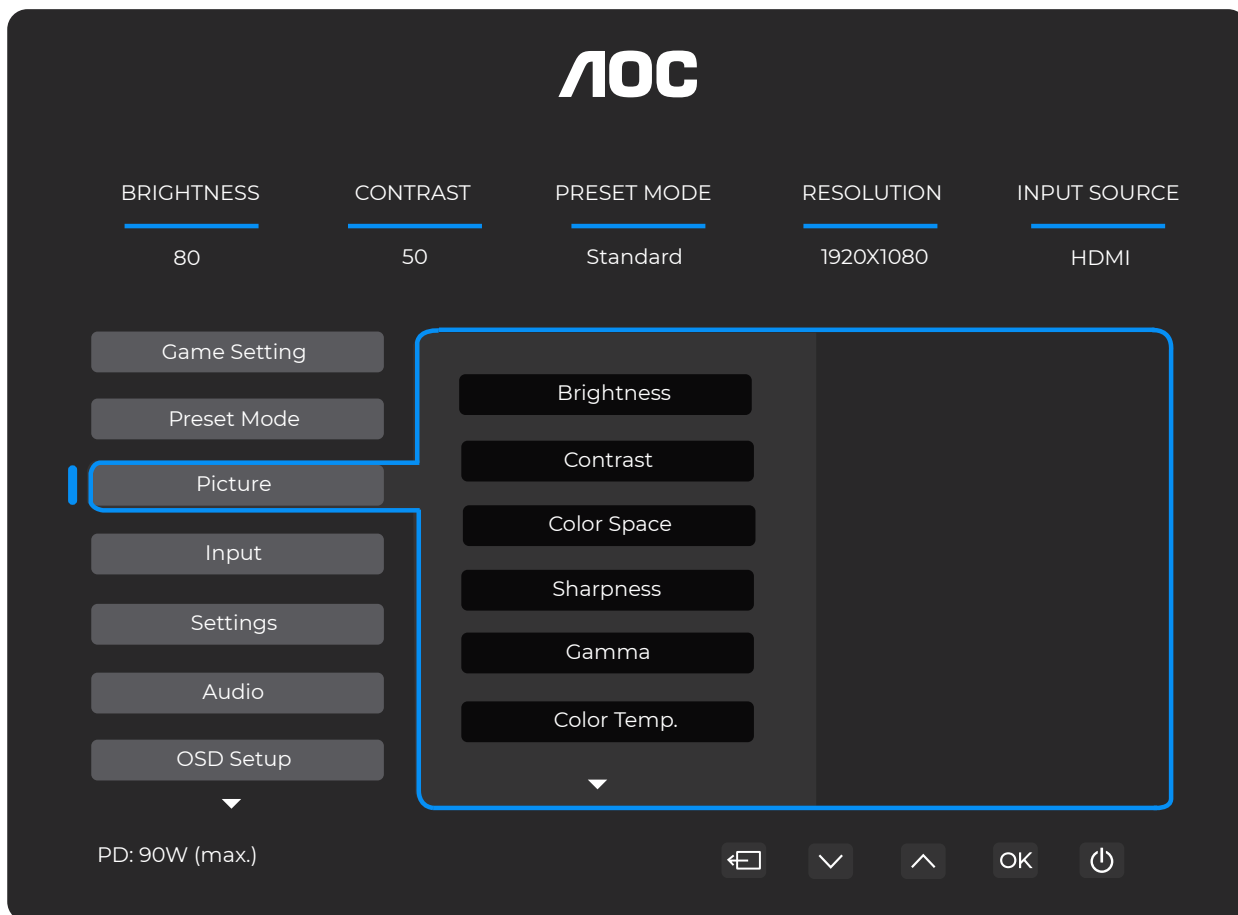 AOC
BRIGHTNESS CONTRAST PRESET MODE RESOLUTION INPUT SOURCE
80 50 Standard 1920X1080 HDMI
Game Setting
Preset Mode
Picture
Input
Settings
Audio
OSD Setup
Brightness
Contrast
Color Space
Sharpness
Gamma
Color Temp.
PD: 90W (max.)
OK